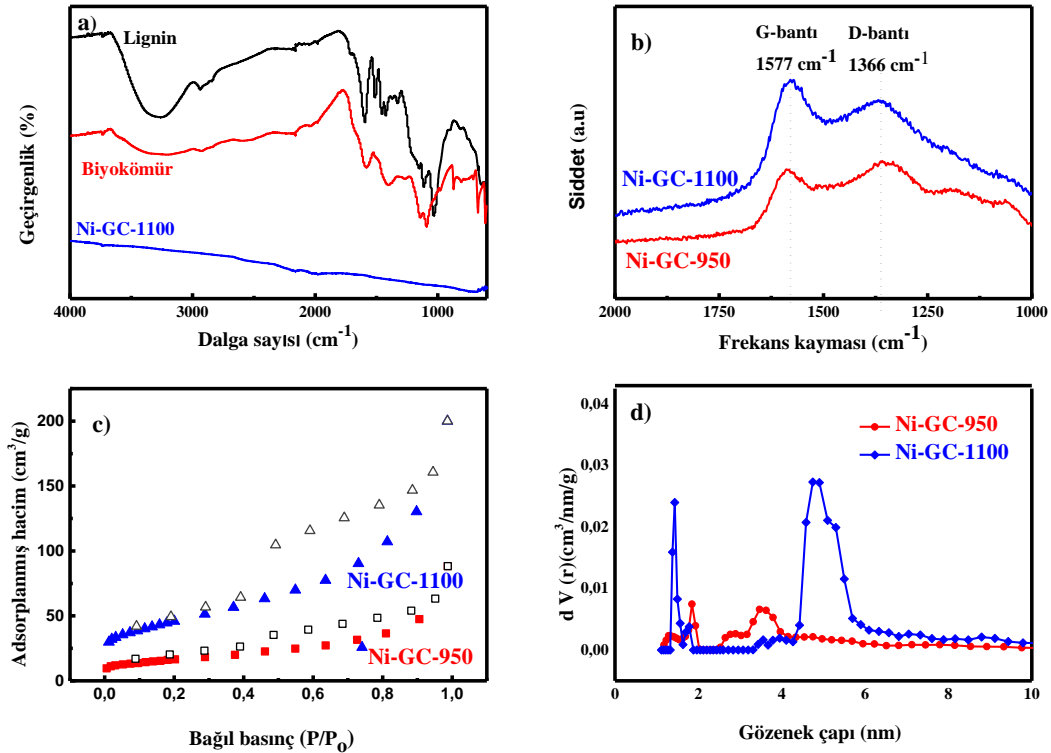 a)
Lignin
Biyokömür
Ni-GC-1100
Geçirgenlik (%)
4000 3000 2000 1000
Dalga sayısı (cm-1)
b)
G-bantı D-bantı
1577 cm-1 1366 cm-1
Ni-GC-1100
Ni-GC-950
Siddet (a.u)
2000 1750 1500 1250 1000
Frekans kayması (cm-1)
c)
200
150
100
50
0
Ni-GC-1100
Ni-GC-950
Adsorplanmış hacim (cm3/g)
0,0 0,2 0,4 0,6 0,8 1,0
Bağıl basınç (P/Po)
d)
0,04
0,03
0,02
0,01
0,00
Ni-GC-950
Ni-GC-1100
d V (r)(cm3/nm/g)
0 2 4 6 8 10
Gözenek çapı (nm)